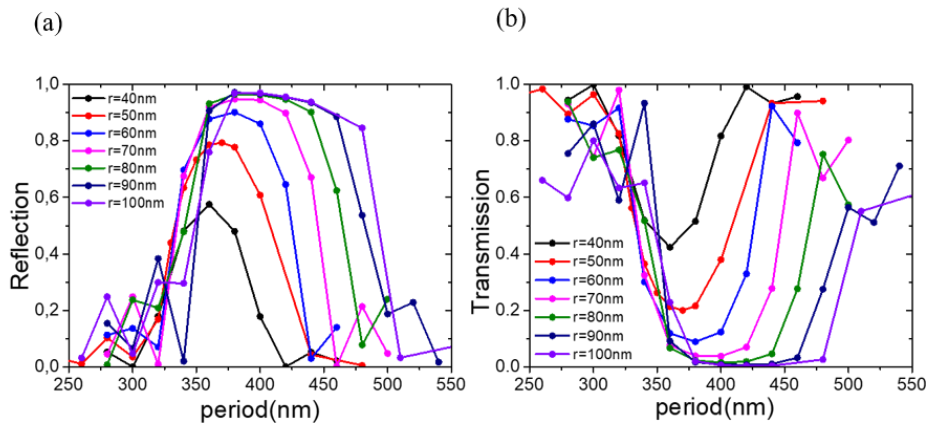 (a)
(b)
Reflection
1.0
0.8
0.6
0.4
0.2
0.0
r=40nm
r=50nm
r=60nm
r=70nm
r=80nm
r=90nm
r=100nm
250 300 350 400 450 500 550
period(nm)
Transmission
1.0
0.8
0.6
0.4
0.2
0.0
r=40nm
r=50nm
r=60nm
r=70nm
r=80nm
r=90nm
r=100nm
250 300 350 400 450 500 550
period(nm)